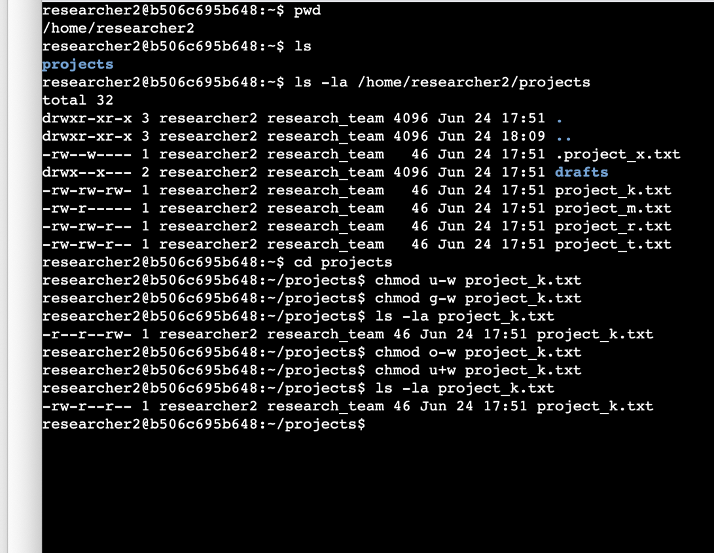 researcher2@b506c695b648:~$ pwd
/home/researcher2
researcher2@b506c695b648:~$ ls
projects
researcher2@b506c695b648:~$ ls -la /home/researcher2/projects
total 32
drwxr-xr-x 3 researcher2 research_team 4096 Jun 24 17:51 .
drwxr-xr-x 3 researcher2 research_team 4096 Jun 24 18:09 ..
-rw--w---- 1 researcher2 research_team   46 Jun 24 17:51 .project_x.txt
drwx--x--- 2 researcher2 research_team 4096 Jun 24 17:51 drafts
-rw-rw-rw- 1 researcher2 research_team   46 Jun 24 17:51 project_k.txt
-rw-r----- 1 researcher2 research_team   46 Jun 24 17:51 project_m.txt
-rw-rw-r-- 1 researcher2 research_team   46 Jun 24 17:51 project_r.txt
-rw-rw-r-- 1 researcher2 research_team   46 Jun 24 17:51 project_t.txt
researcher2@b506c695b648:~$ cd projects
researcher2@b506c695b648:~/projects$ chmod u-w project_k.txt
researcher2@b506c695b648:~/projects$ chmod g-w project_k.txt
researcher2@b506c695b648:~/projects$ ls -la project_k.txt
-r--r--rw- 1 researcher2 research_team 46 Jun 24 17:51 project_k.txt
researcher2@b506c695b648:~/projects$ chmod o-w project_k.txt
researcher2@b506c695b648:~/projects$ chmod u+w project_k.txt
researcher2@b506c695b648:~/projects$ ls -la project_k.txt
-rw-r--r-- 1 researcher2 research_team 46 Jun 24 17:51 project_k.txt
researcher2@b506c695b648:~/projects$